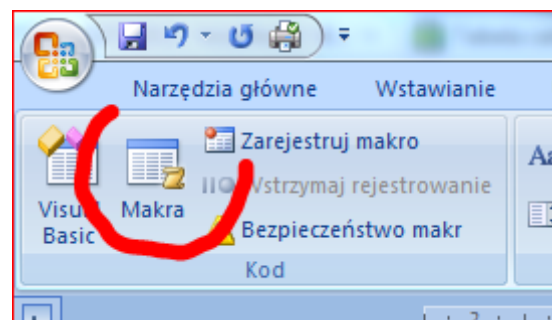 Narzędzia główne Wstawianie
Zarejestruj makro
Wstrzymaj rejestrowanie
Bezpieczeństwo makr
Visual Basic
Makra
Kod